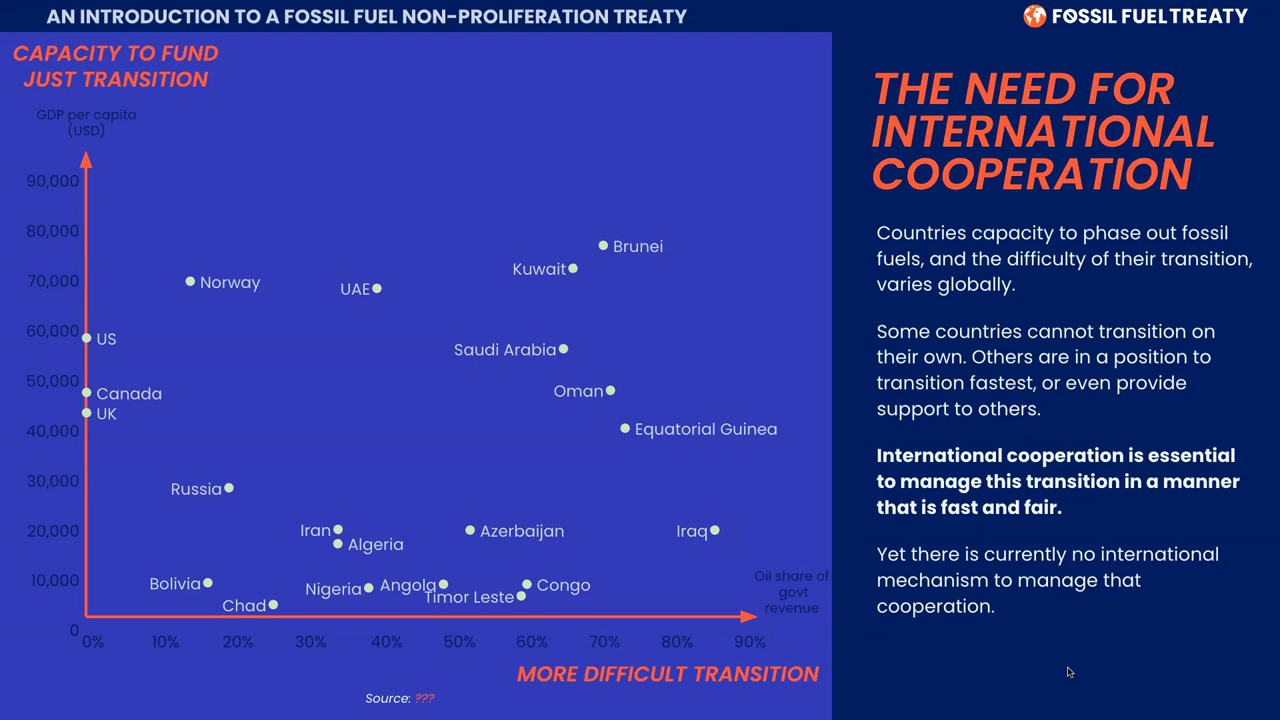 AN INTRODUCTION TO A FOSSIL FUEL NON-PROLIFERATION TREATY
FOSSIL FUEL TREATY
CAPACITY TO FUND
JUST TRANSITION
GDP per capita
(USD)
90,000
80,000
70,000
60,000
50,000
40,000
30,000
20,000
10,000
0
Brunei
Kuwait
Norway
UAE
US
Saudi Arabia
Canada
Oman
UK
Equatorial Guinea
Russia
Iran
Azerbaijan
Iraq
Algeria
Bolivia
Nigeria
Angola
Congo
Timor Leste
Chad
Oil share of
govt
revenue
0% 10% 20% 30% 40% 50% 60% 70% 80% 90%
MORE DIFFICULT TRANSITION
Source: ???
THE NEED FOR
INTERNATIONAL
COOPERATION
Countries capacity to phase out fossil
fuels, and the difficulty of their transition,
varies globally.
Some countries cannot transition on
their own. Others are in a position to
transition fastest, or even provide
support to others.
International cooperation is essential
to manage this transition in a manner
that is fast and fair.
Yet there is currently no international
mechanism to manage that
cooperation.